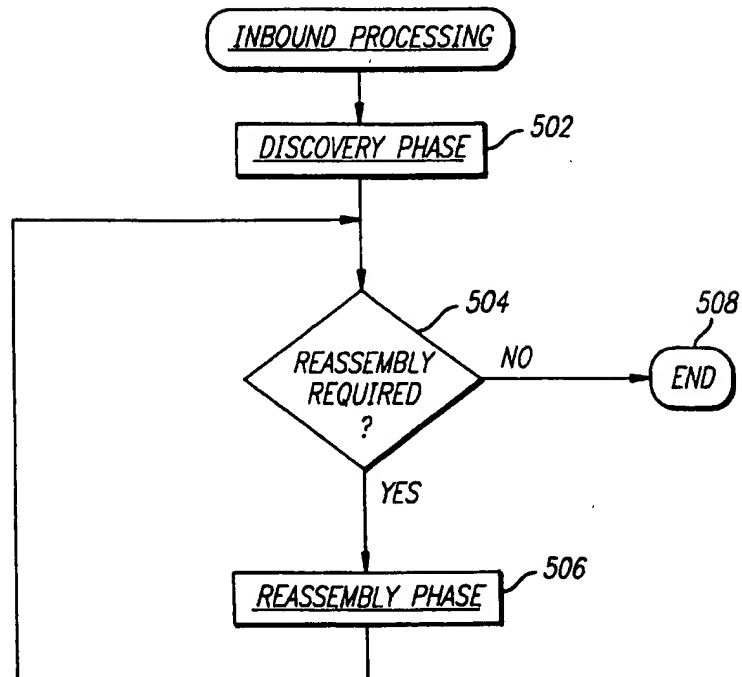 INBOUND PROCESSING
DISCOVERY PHASE
502
504
508
REASSEMBLY
REQUIRED
?
NO
END
YES
506
REASSEMBLY PHASE